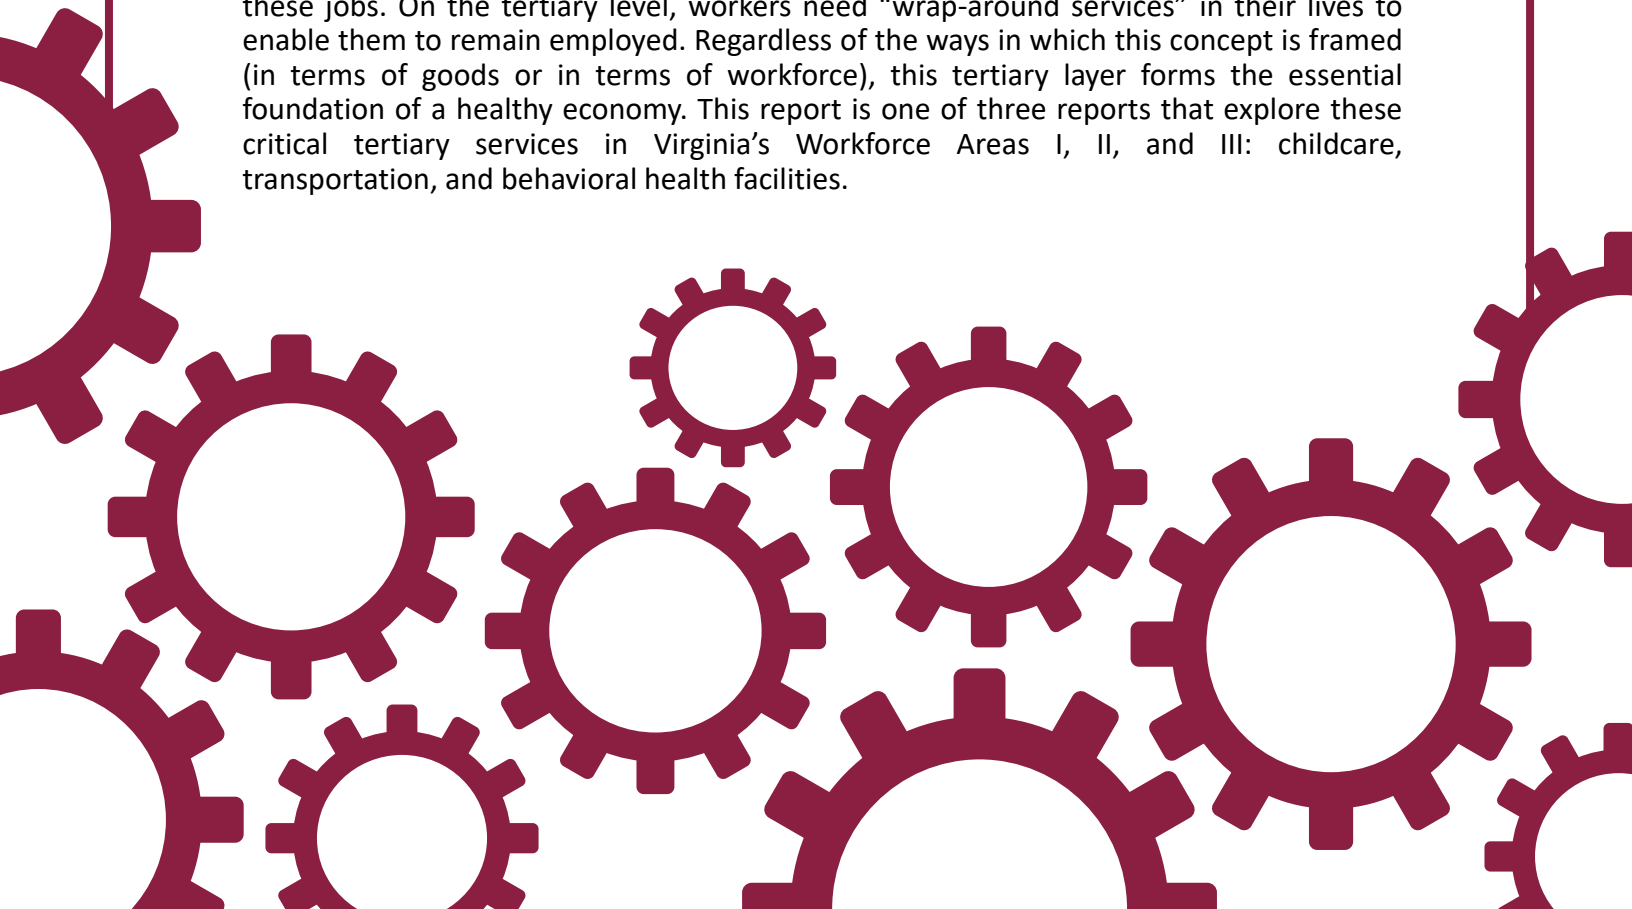 these jobs. On the tertiary level, workers need “wrap-around services” in their lives to
enable them to remain employed. Regardless of the ways in which this concept is framed
(in terms of goods or in terms of workforce), this tertiary layer forms the essential
foundation of a healthy economy. This report is one of three reports that explore these
critical tertiary services in Virginia’s Workforce Areas I, II, and III: childcare,
transportation, and behavioral health facilities.